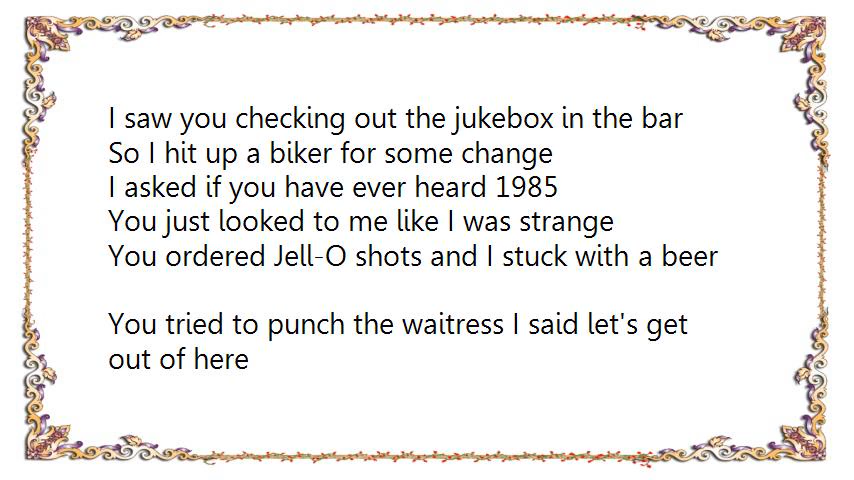 I saw you checking out the jukebox in the bar
So I hit up a biker for some change
I asked if you have ever heard 1985
You just looked to me like I was strange
You ordered Jell-O shots and I stuck with a beer
You tried to punch the waitress I said let's get
out of here